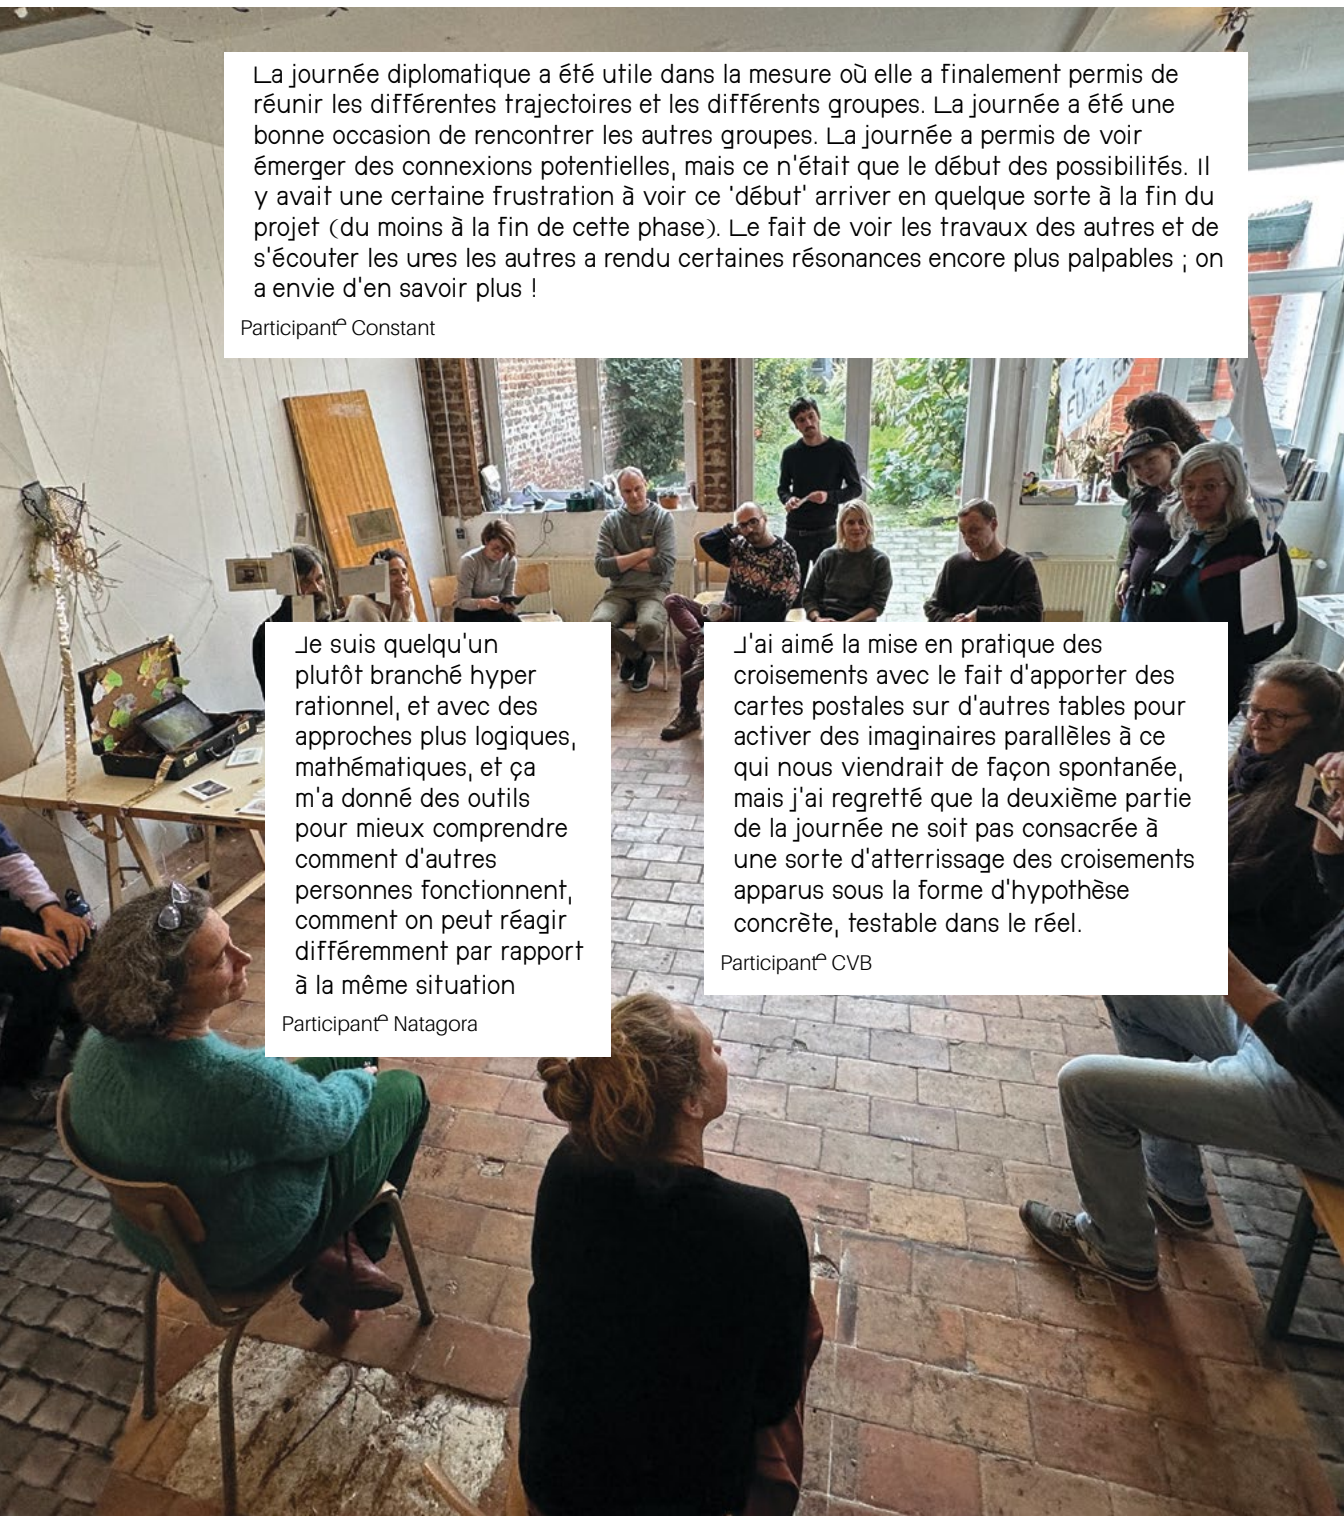 La journée diplomatique a été utile dans la mesure où elle a finalement permis de
réunir les différentes trajectoires et les différents groupes. La journée a été une
bonne occasion de rencontrer les autres groupes. La journée a permis de voir
émerger des connexions potentielles, mais ce n'était que le début des possibilités. Il
y avait une certaine frustration à voir ce 'début' arriver en quelque sorte à la fin du
projet (du moins à la fin de cette phase). Le fait de voir les travaux des autres et de
s'écouter les unes les autres a rendu certaines résonances encore plus palpables ; on
a envie d'en savoir plus !
Participante Constant
Je suis quelqu'un
plutôt branché hyper
rationnel, et avec des
approches plus logiques,
mathématiques, et ça
m'a donné des outils
pour mieux comprendre
comment d'autres
personnes fonctionnent,
comment on peut réagir
différemment par rapport
à la même situation
Participante Natagora
J'ai aimé la mise en pratique des
croisements avec le fait d'apporter des
cartes postales sur d'autres tables pour
activer des imaginaires parallèles à ce
qui nous viendrait de façon spontanée,
mais j'ai regretté que la deuxième partie
de la journée ne soit pas consacrée à
une sorte d'atterrissage des croisements
apparus sous la forme d'hypothèse
concrète, testable dans le réel.
Participante CVB